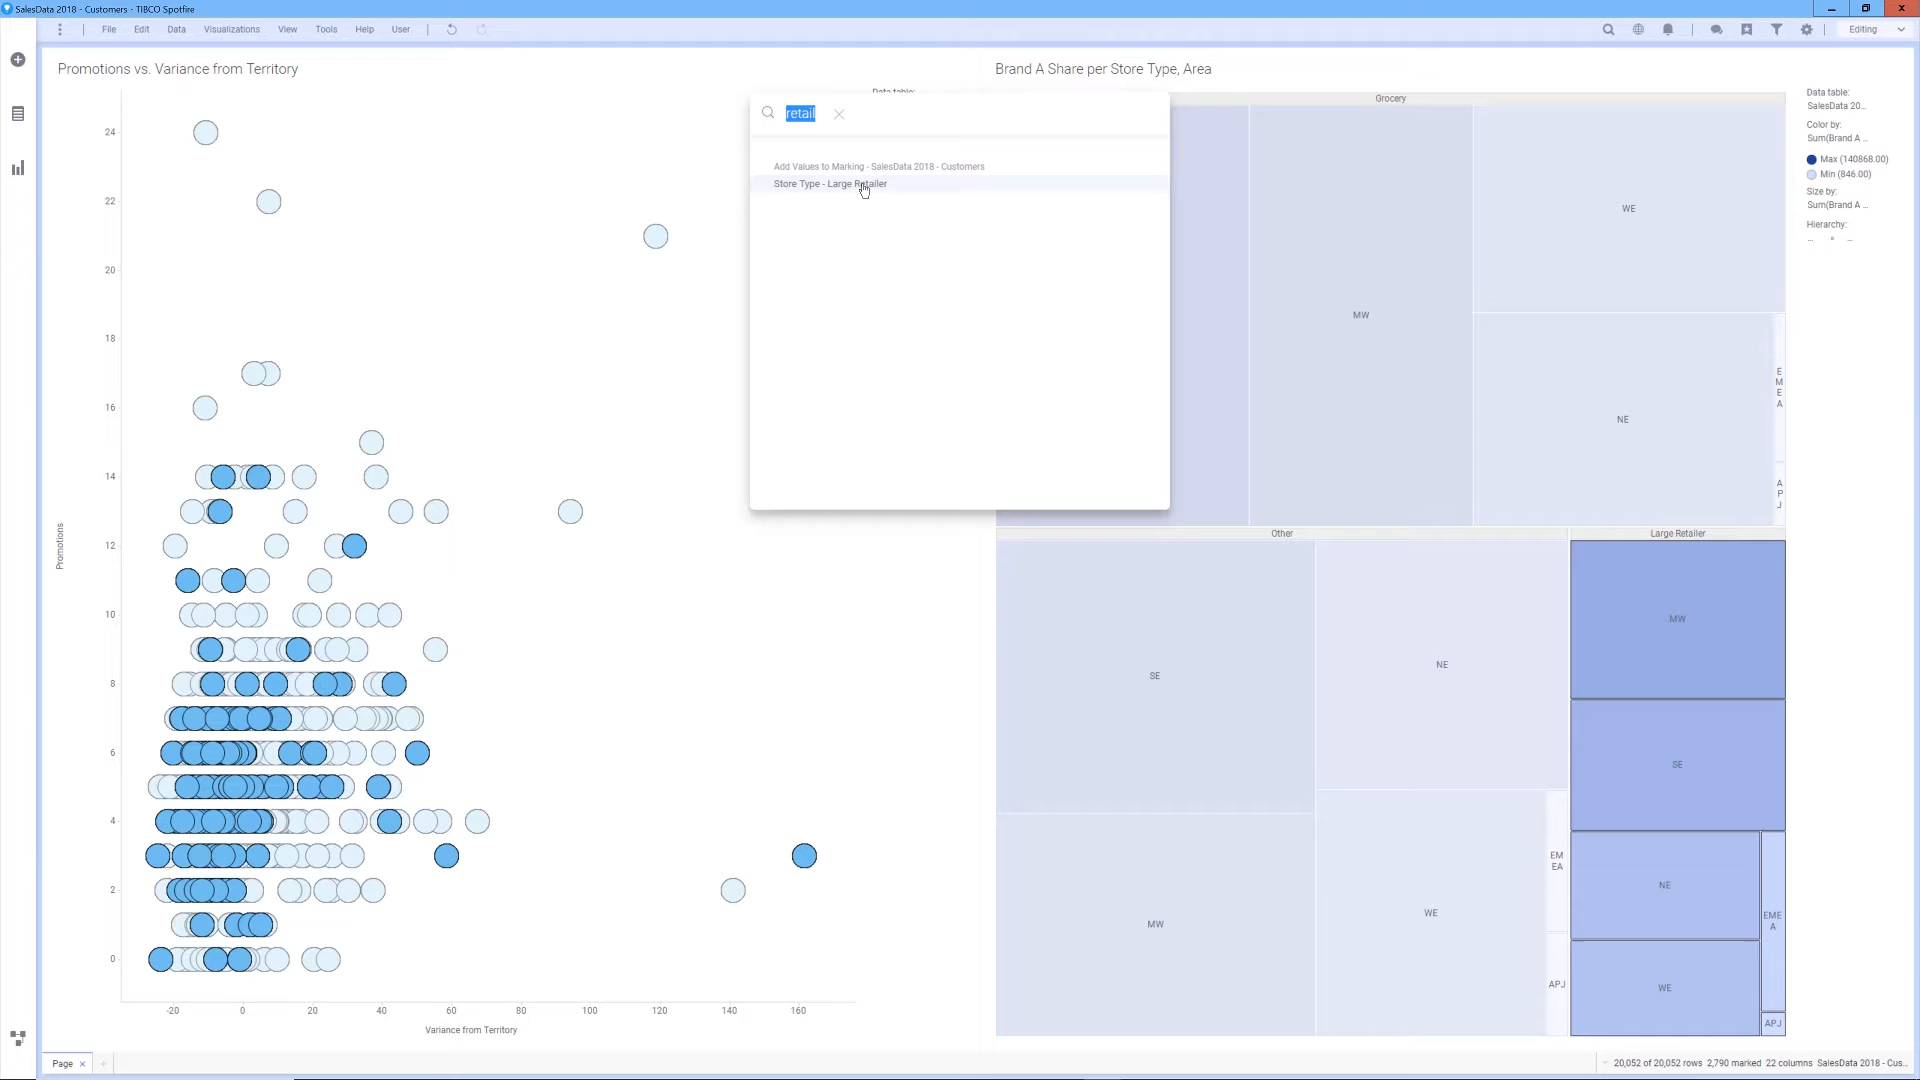 SalesData 2018 - Customers - TIBCO Spotfire
File Edit Data Visualizations View Tools Help User
Editing
Promotions vs. Variance from Territory
Data table:
24
22
20
18
16
14
12
10
8
6
4
2
0
Promotions
-20 0 20 40 60 80 100 120 140 160
Variance from Territory
retail
Add Values to Marking - SalesData 2018 - Customers
Store Type - Large Retailer
Brand A Share per Store Type, Area
Grocery
MW
WE
NE
EMEA
APJ
Other
SE
NE
MW
WE
EMEA
APJ
Large Retailer
MW
SE
NE
WE
EMEA
APJ
Data table:
SalesData 20...
Color by:
Sum(Brand A ...
Max (140868.00)
Min (846.00)
Size by:
Sum(Brand A ...
Hierarchy:
Page
20,052 of 20,052 rows 2,790 marked 22 columns SalesData 2018 - Cus...